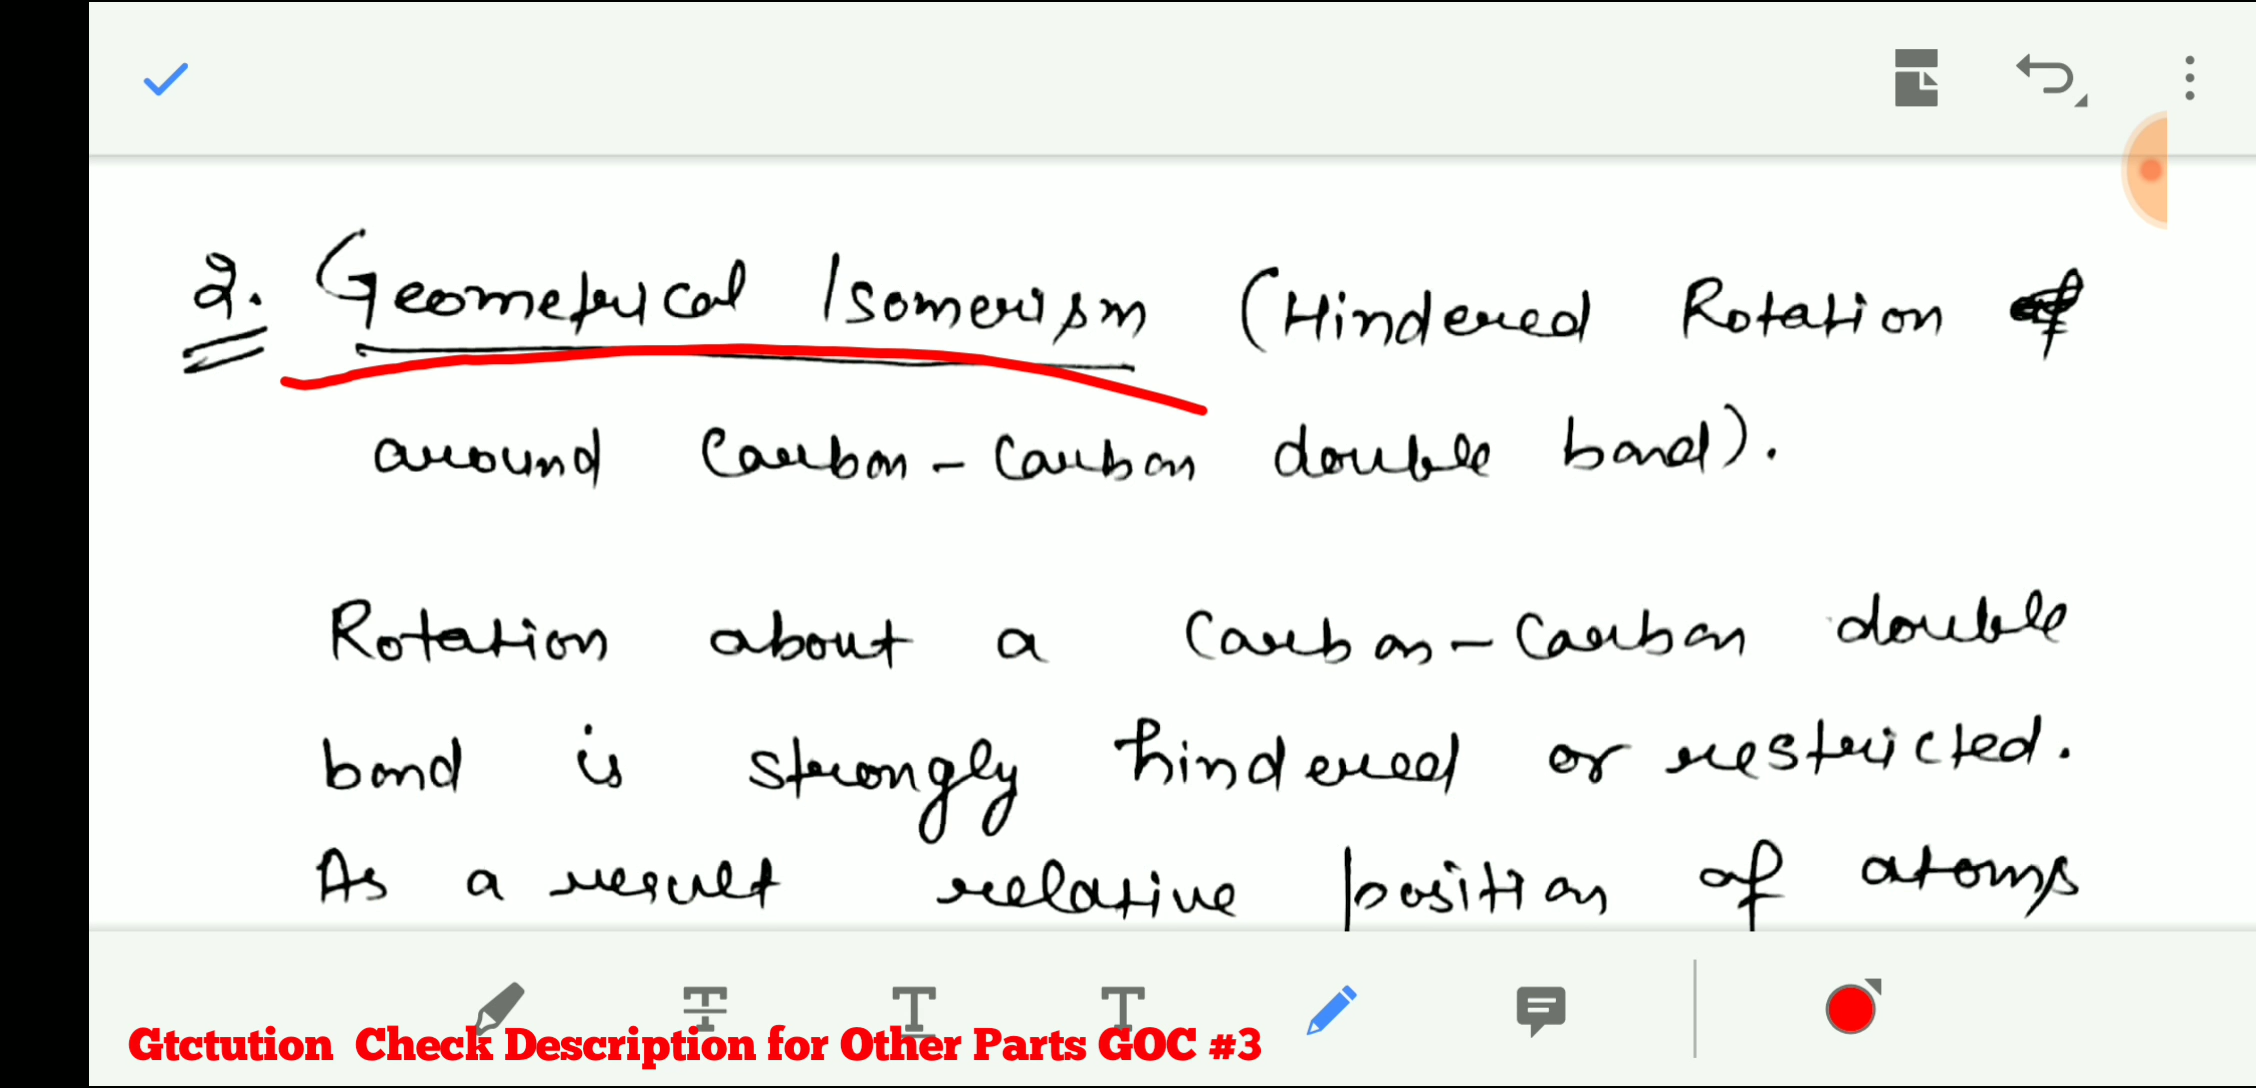 2. Geometrical Isomerism (Hindered Rotation
around Carbon-Carbon double bond).
Rotation about a Carbon-Carbon double
bond is strongly hindered or restricted.
As a result relative position of atoms
Gtctution Check Description for Other Parts GOC #3